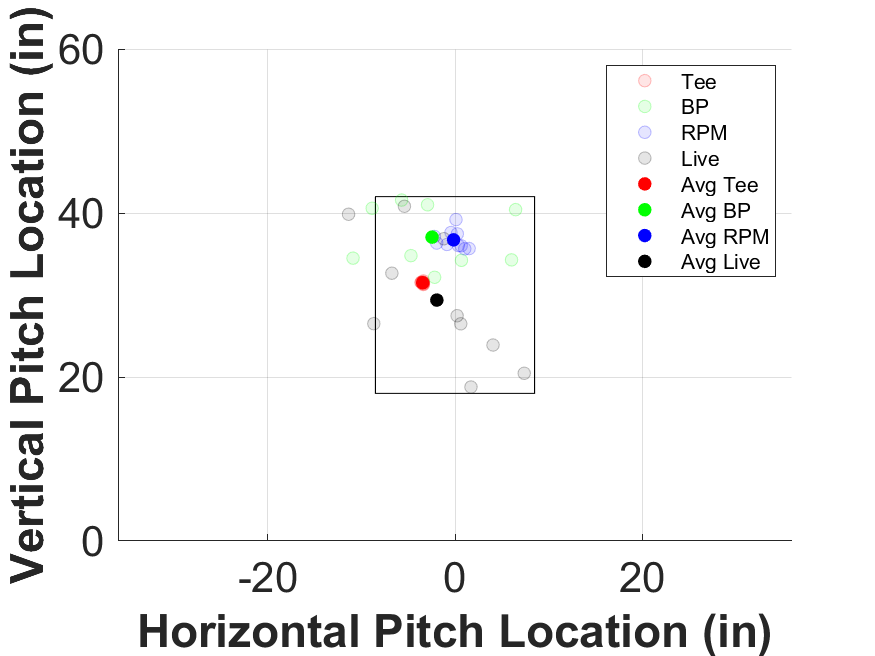 Vertical Pitch Location (in)
60
40
20
0
-20
0
20
Horizontal Pitch Location (in)
Tee
BP
RPM
Live
Avg Tee
Avg BP
Avg RPM
Avg Live